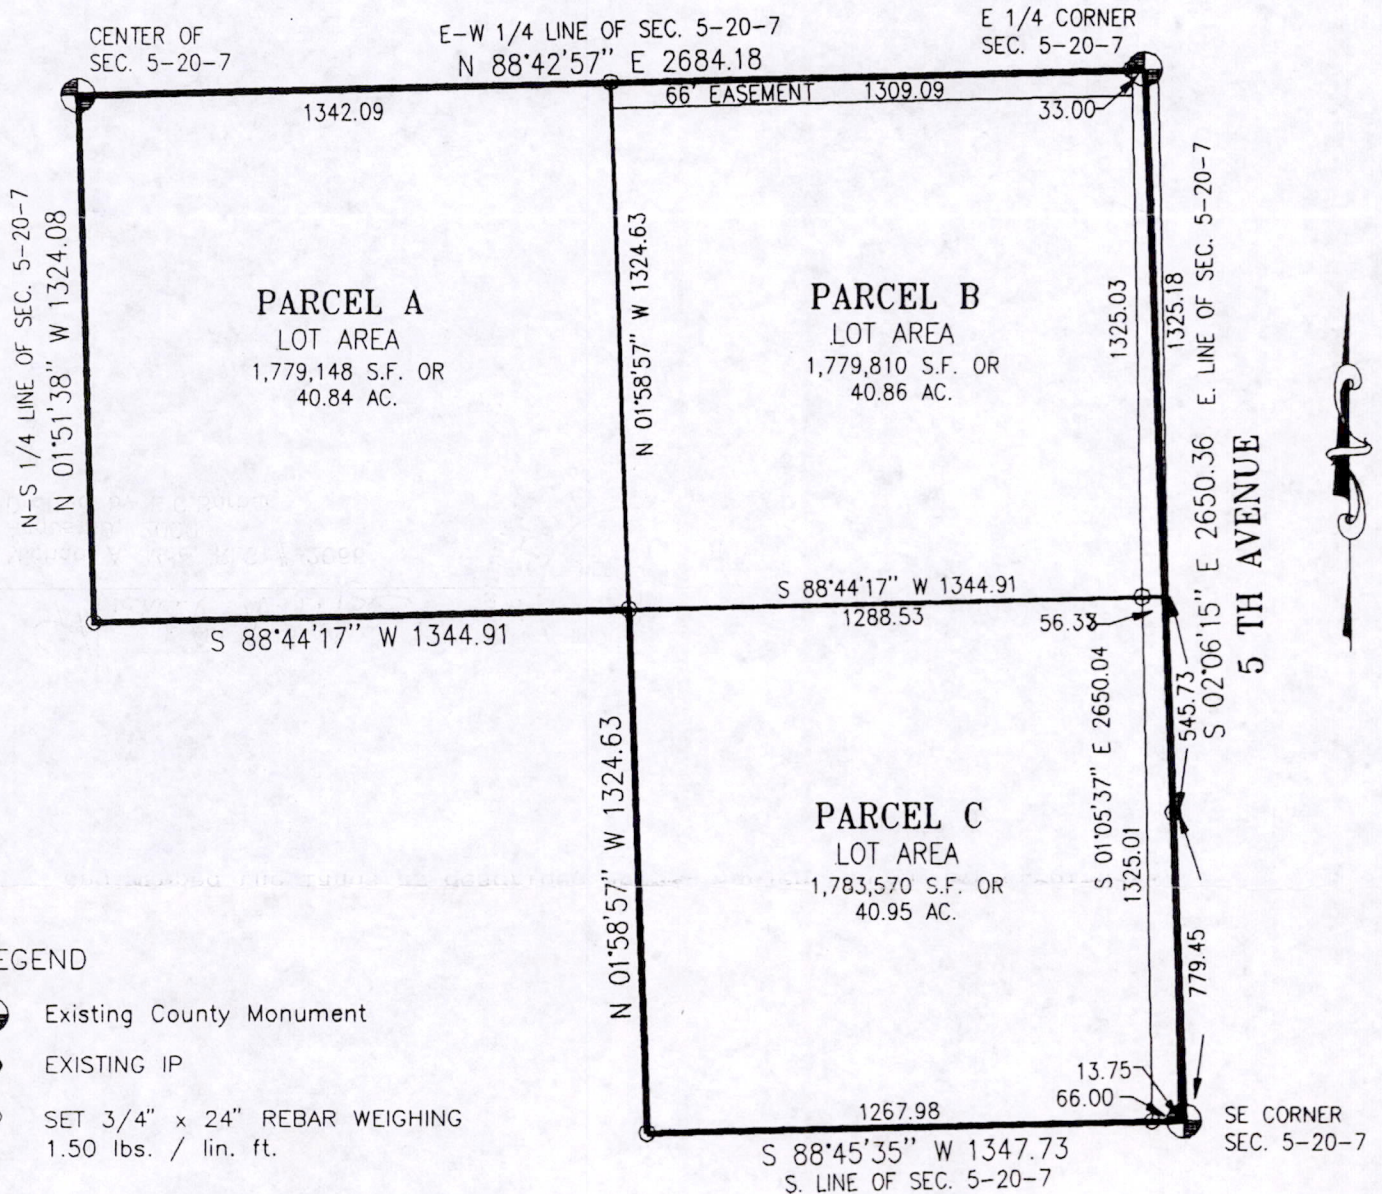 CENTER OF
SEC. 5-20-7
E-W 1/4 LINE OF SEC. 5-20-7
N 88°42'57" E 2684.18
E 1/4 CORNER
SEC. 5-20-7
1342.09
66' EASEMENT 1309.09
33.00
N-S 1/4 LINE OF SEC. 5-20-7
N 01°51'38" W 1324.08
PARCEL A
LOT AREA
1,779,148 S.F. OR
40.84 AC.
N 01°58'57" W 1324.63
PARCEL B
LOT AREA
1,779,810 S.F. OR
40.86 AC.
1325.03
1325.18
S 02°06'15" E 2650.36 E. LINE OF SEC. 5-20-7
5 TH AVENUE
S 88°44'17" W 1344.91
S 88°44'17" W 1344.91
1288.53
56.38
N 01°58'57" W 1324.63
PARCEL C
LOT AREA
1,783,570 S.F. OR
40.95 AC.
S 01°05'37" E 2650.04
1325.01
545.73
779.45
13.75
66.00
1267.98
S 88°45'35" W 1347.73
S. LINE OF SEC. 5-20-7
SE CORNER
SEC. 5-20-7
EGEND
Existing County Monument
EXISTING IP
SET 3/4" x 24" REBAR WEIGHING
1.50 lbs. / lin. ft.